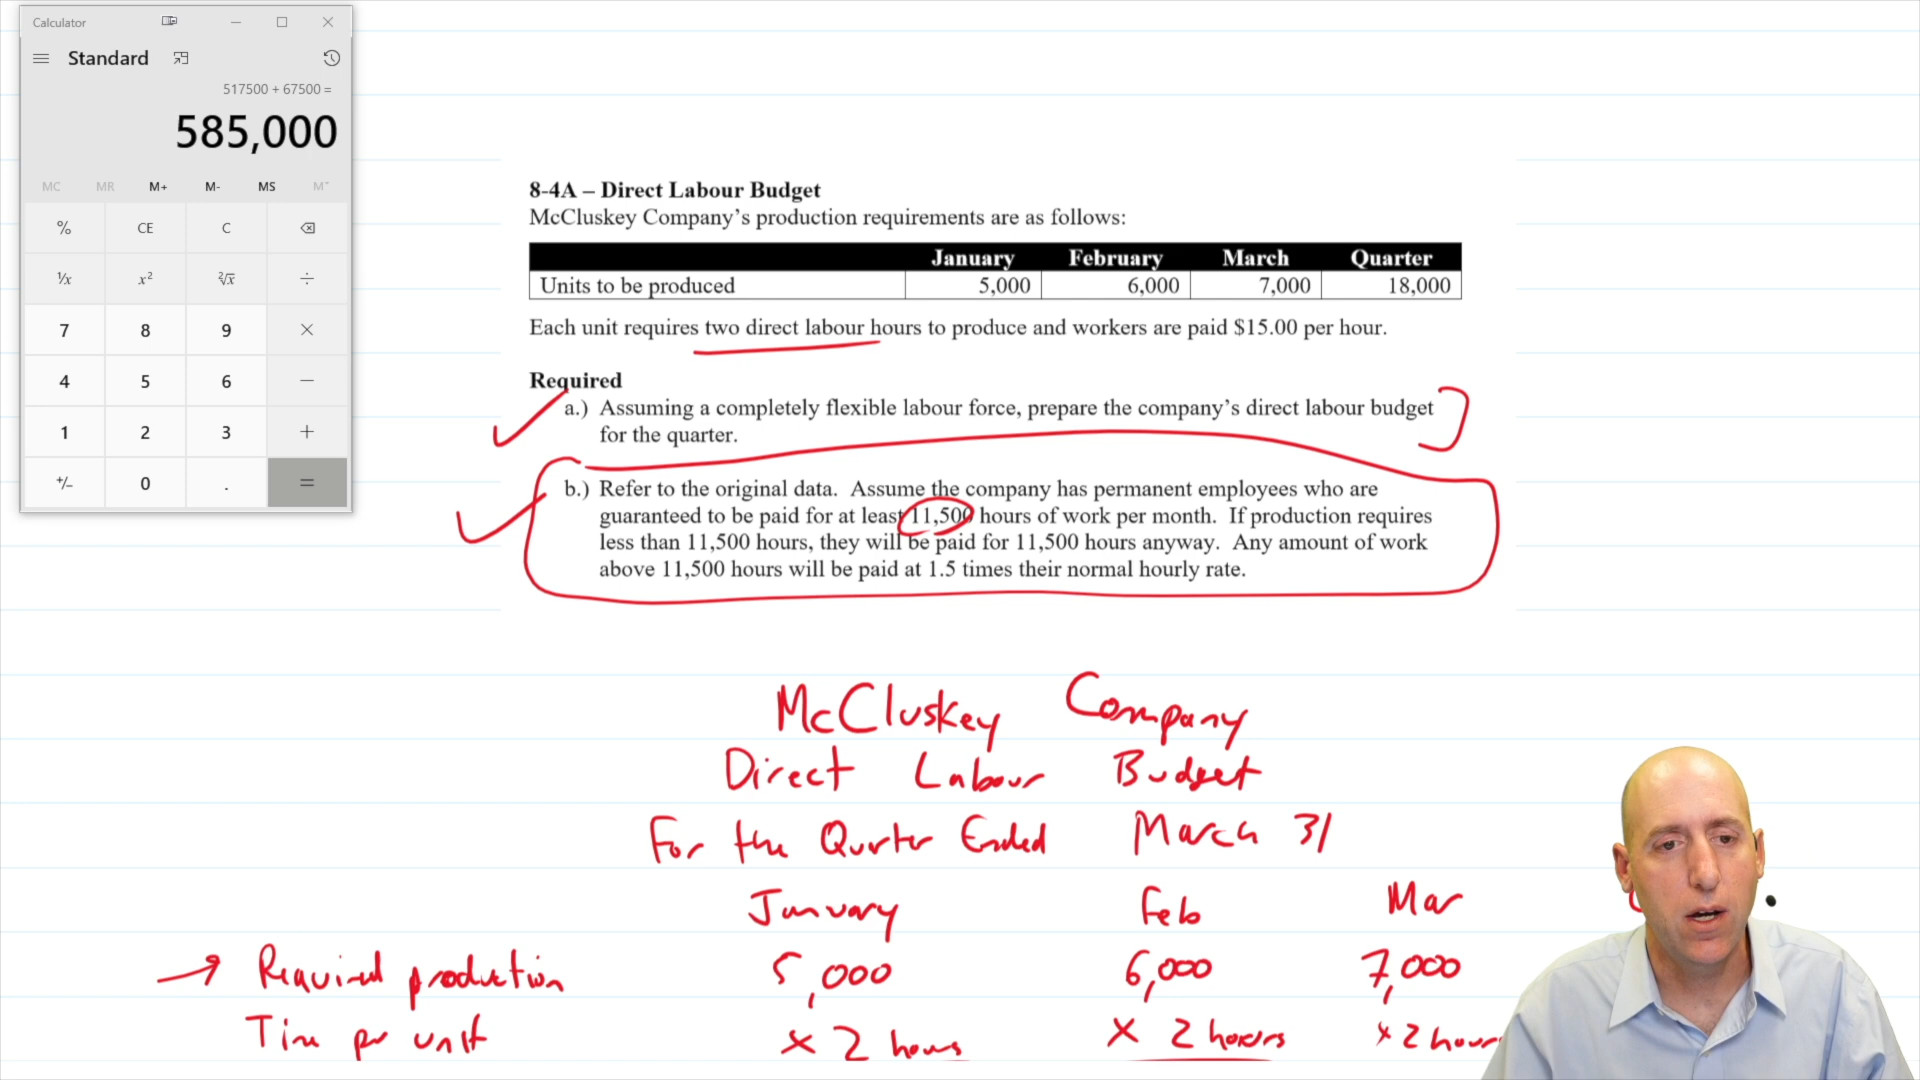 Calculator
Standard
517500 + 67500 =
585,000
MC MR M+ M- MS M˅
% CE C ⌫
¹/x x² ²√x ÷
7 8 9 ×
4 5 6 −
1 2 3 +
+/− 0 . =
8-4A – Direct Labour Budget
McCluskey Company's production requirements are as follows:
January February March Quarter
Units to be produced 5,000 6,000 7,000 18,000
Each unit requires two direct labour hours to produce and workers are paid $15.00 per hour.
Required
a.) Assuming a completely flexible labour force, prepare the company's direct labour budget
for the quarter.
b.) Refer to the original data. Assume the company has permanent employees who are
guaranteed to be paid for at least 11,500 hours of work per month. If production requires
less than 11,500 hours, they will be paid for 11,500 hours anyway. Any amount of work
above 11,500 hours will be paid at 1.5 times their normal hourly rate.
McCluskey Company
Direct Labour Budget
For the Qurter Ended March 31
January Feb Mar
Required production 5,000 6,000 7,000
Time per unit × 2 hours × 2 hours × 2 hours